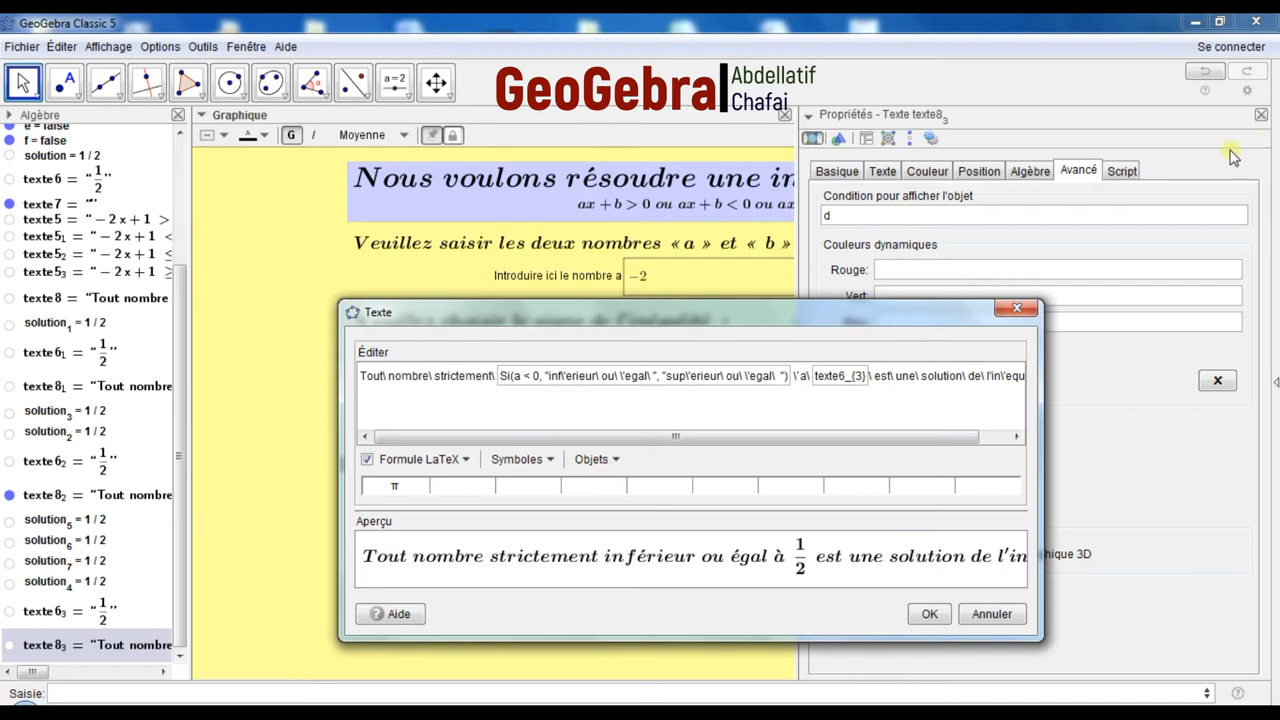 GeoGebra Classic 5
Fichier Éditer Affichage Options Outils Fenêtre Aide
Se connecter
A
a=2
GeoGebra
Abdellatif
Chafai
Algèbre
Graphique
Propriétés - Texte texte8₃
A G / Moyenne
e = false
f = false
solution = 1 / 2
texte6 = “1/2”
texte7 = “”
texte5 = “− 2 x + 1 >
texte5₁ = “− 2 x + 1 <
texte5₂ = “− 2 x + 1 ≤
texte5₃ = “− 2 x + 1 ≥
texte8 = “Tout nombre
solution₁ = 1 / 2
texte6₁ = “1/2”
texte8₁ = “Tout nombre
solution₃ = 1 / 2
solution₂ = 1 / 2
texte6₂ = “1/2”
texte8₂ = “Tout nombre
solution₅ = 1 / 2
solution₆ = 1 / 2
solution₇ = 1 / 2
solution₄ = 1 / 2
texte6₃ = “1/2”
texte8₃ = “Tout nombre
Nous voulons résoudre une in
ax + b > 0 ou ax + b < 0 ou ax
Veuillez saisir les deux nombres « a » et « b »
Introduire ici le nombre a −2
Basique Texte Couleur Position Algèbre Avancé Script
Condition pour afficher l'objet
d
Couleurs dynamiques
Rouge:
Vert:
hique 3D
Texte
Éditer
Tout\ nombre\ strictement\ Si(a < 0, "inf\'erieur\ ou\ \'egal\ ", "sup\'erieur\ ou\ \'egal\  ") \`a\ texte6_{3} \ est\ une\ solution\ de\ l'in\'equ
Formule LaTeX Symboles Objets
π
Aperçu
Tout nombre strictement inférieur ou égal à 1/2 est une solution de l'in
Aide OK Annuler
Saisie: